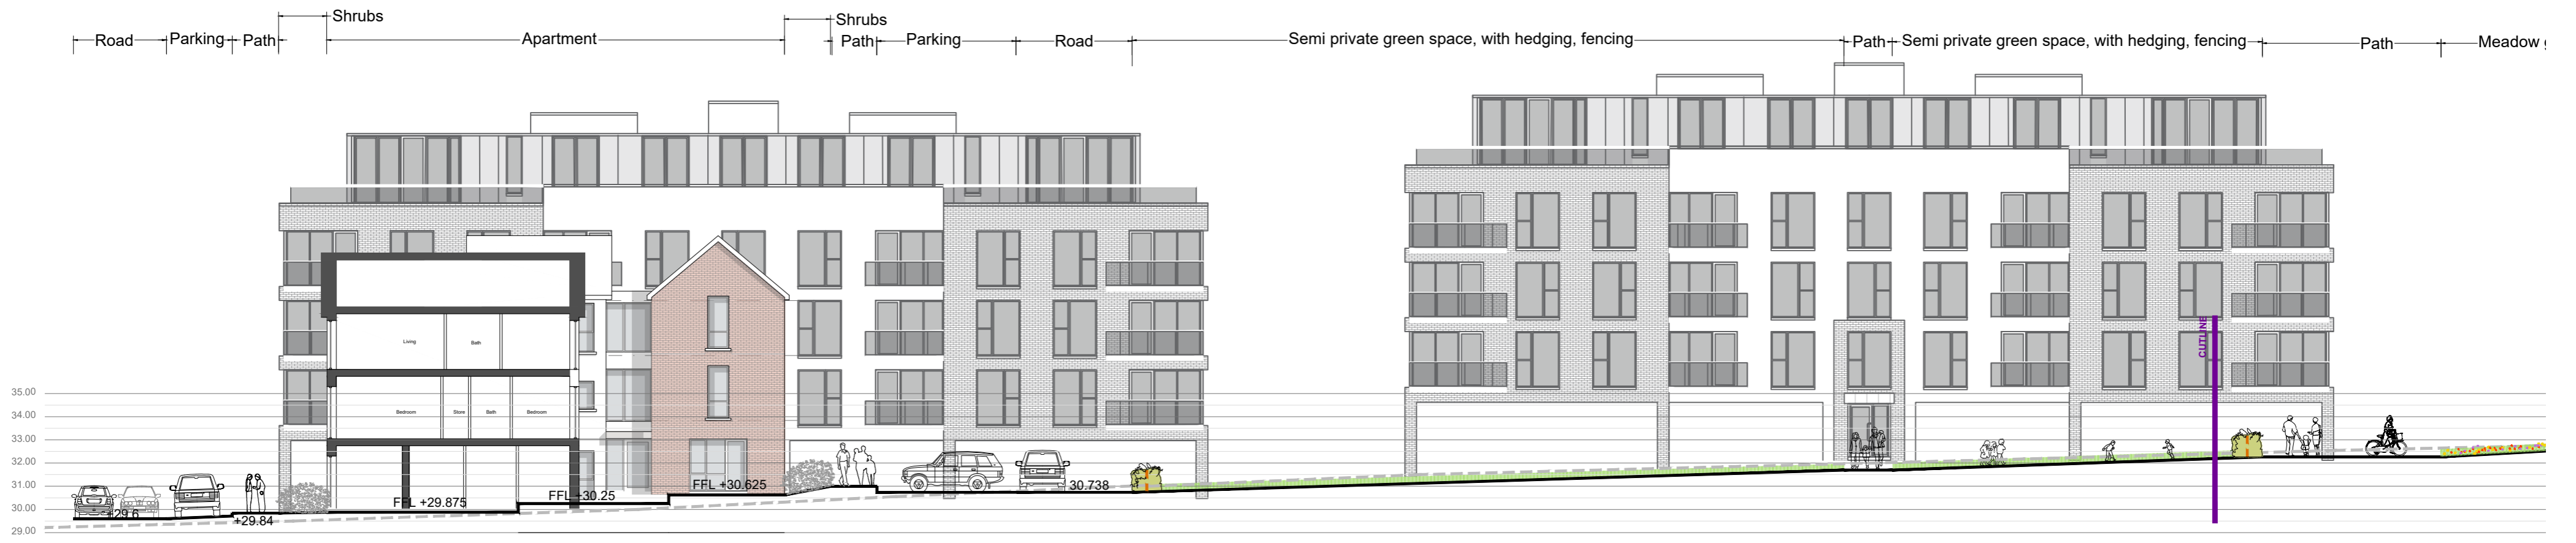 Shrubs
Shrubs
Road
Parking
Path
Apartment
Path
Parking
Road
Semi private green space, with hedging, fencing
Path
Semi private green space, with hedging, fencing
Path
Meadow
CUTLINE
Living
Bath
Bedroom
Store
Bath
Bedroom
35.00
34.00
33.00
32.00
31.00
30.00
29.00
+29.6
+29.84
FFL +29.875
FFL +30.25
FFL +30.625
30.738